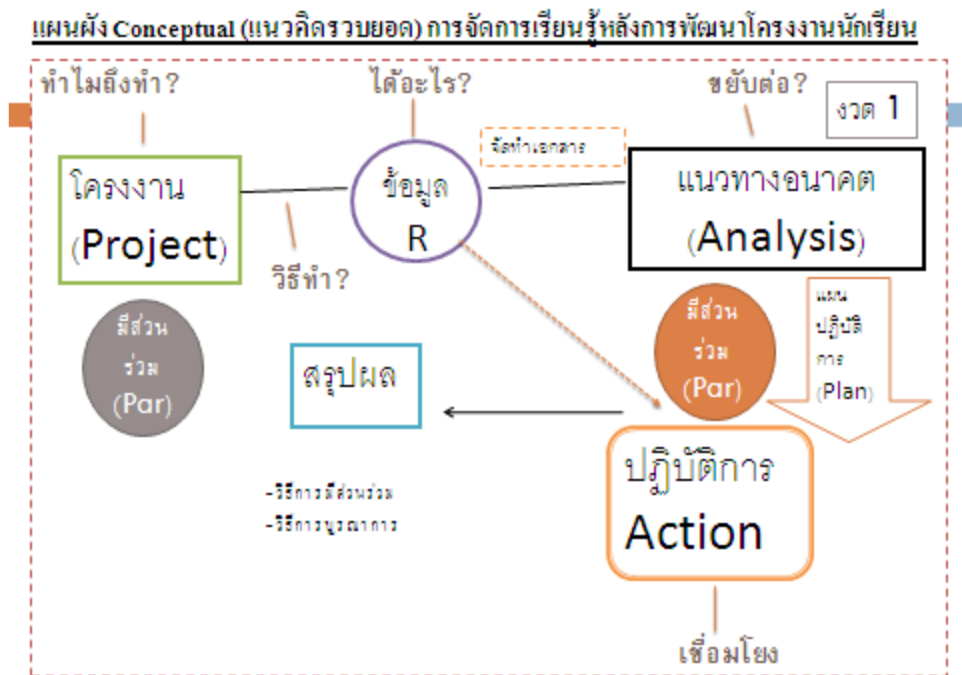 แผนผัง Conceptual (แนวคิดรวบยอด) การจัดการเรียนรู้หลังการพัฒนาโครงงานนักเรียน
ทำไมถึงทำ?
ได้อะไร?
ขยับต่อ?
งวด 1
จัดทำเอกสาร
โครงงาน
(Project)
ข้อมูล
R
แนวทางอนาคต
(Analysis)
วิธีทำ?
มีส่วน
ร่วม
(Par)
สรุปผล
มีส่วน
ร่วม
(Par)
แผน
ปฏิบัติ
การ
(Plan)
ปฏิบัติการ
Action
-วิธีการมีส่วนร่วม
-วิธีการบูรณาการ
เชื่อมโยง